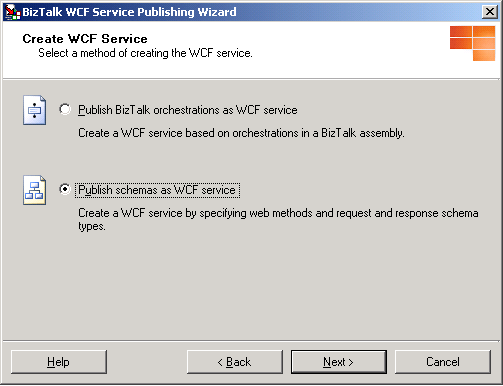 BizTalk WCF Service Publishing Wizard
Create WCF Service
Select a method of creating the WCF service.
Publish BizTalk orchestrations as WCF service
Create a WCF service based on orchestrations in a BizTalk assembly.
Publish schemas as WCF service
Create a WCF service by specifying web methods and request and response schema
types.
Help
< Back
Next >
Cancel